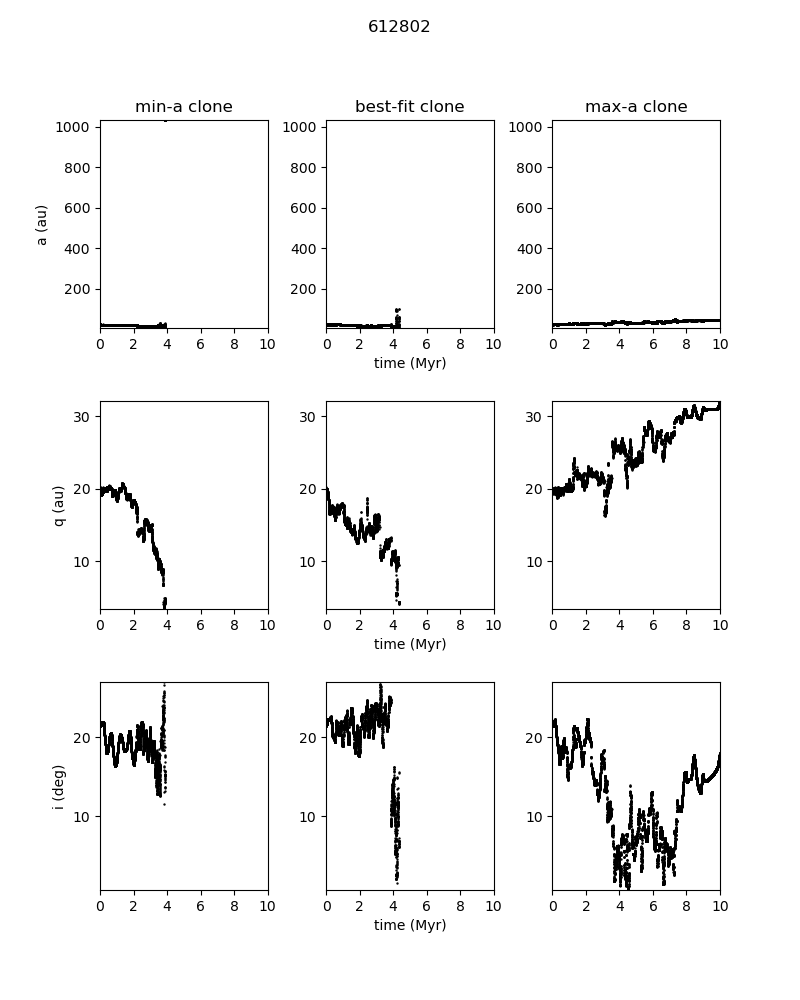 612802
min-a clone best-fit clone max-a clone
1000 1000 1000
800 800 800
600 600 600
a (au)
400 400 400
200 200 200
0 2 4 6 8 10 0 2 4 6 8 10 0 2 4 6 8 10
time (Myr)
30 30 30
20 20 20
q (au)
10 10 10
0 2 4 6 8 10 0 2 4 6 8 10 0 2 4 6 8 10
time (Myr)
20 20 20
i (deg)
10 10 10
0 2 4 6 8 10 0 2 4 6 8 10 0 2 4 6 8 10
time (Myr)